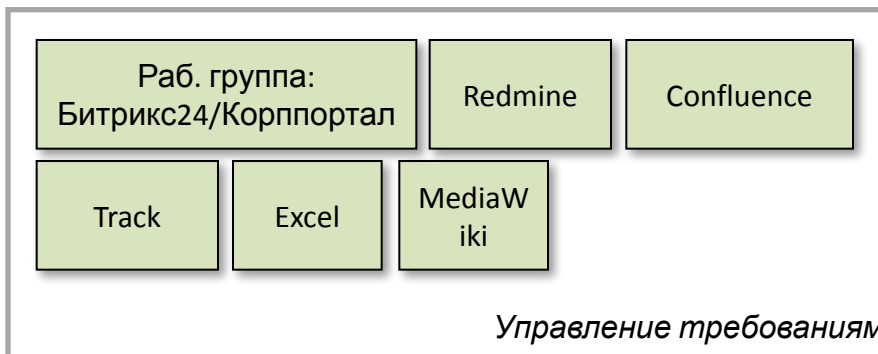 Раб. группа:
Битрикс24/Корппортал
Redmine
Confluence
Track
Excel
MediaW
iki
Управление требованиям